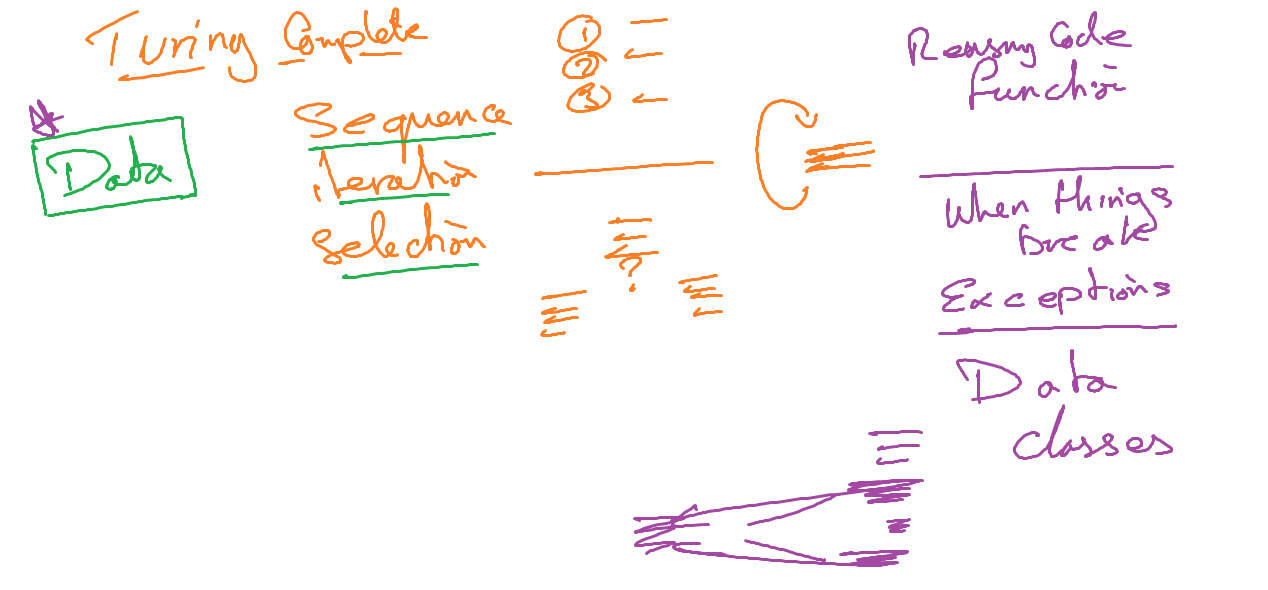 Turing Complete
Data
Sequence
iteration
Selection
1
2
3
?
Reusing Code
function
When things
break
Exceptions
Data
classes